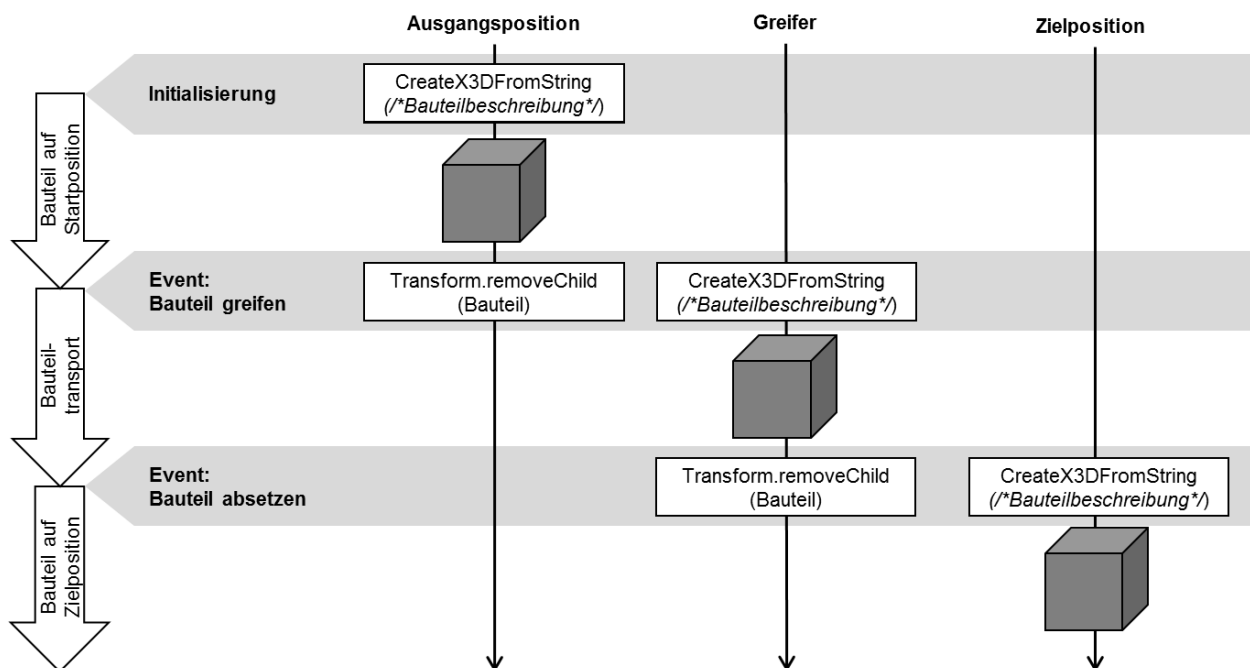 Ausgangsposition
Greifer
Zielposition
Initialisierung
CreateX3DFromString
(/*Bauteilbeschreibung*/)
Bauteil auf
Startposition
Event:
Bauteil greifen
Transform.removeChild
(Bauteil)
CreateX3DFromString
(/*Bauteilbeschreibung*/)
Bauteil-
transport
Event:
Bauteil absetzen
Transform.removeChild
(Bauteil)
CreateX3DFromString
(/*Bauteilbeschreibung*/)
Bauteil auf
Zielposition